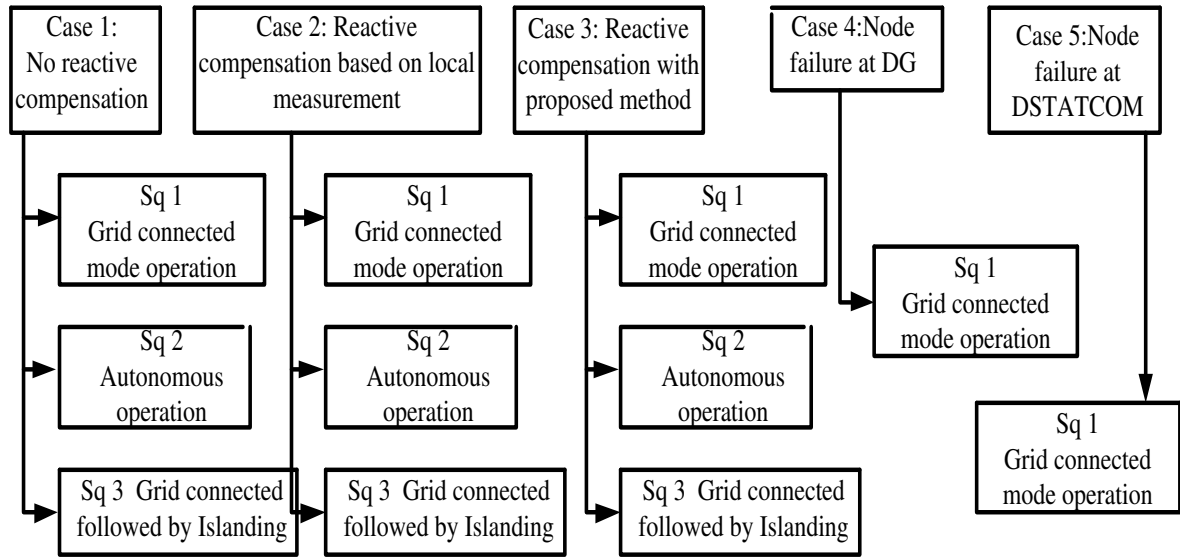 Case 1:
No reactive
compensation
Case 2: Reactive
compensation based on local
measurement
Case 3: Reactive
compensation with
proposed method
Case 4:Node
failure at DG
Case 5:Node
failure at
DSTATCOM
Sq 1
Grid connected
mode operation
Sq 1
Grid connected
mode operation
Sq 1
Grid connected
mode operation
Sq 1
Grid connected
mode operation
Sq 2
Autonomous
operation
Sq 2
Autonomous
operation
Sq 2
Autonomous
operation
Sq 1
Grid connected
mode operation
Sq 3 Grid connected
followed by Islanding
Sq 3 Grid connected
followed by Islanding
Sq 3 Grid connected
followed by Islanding